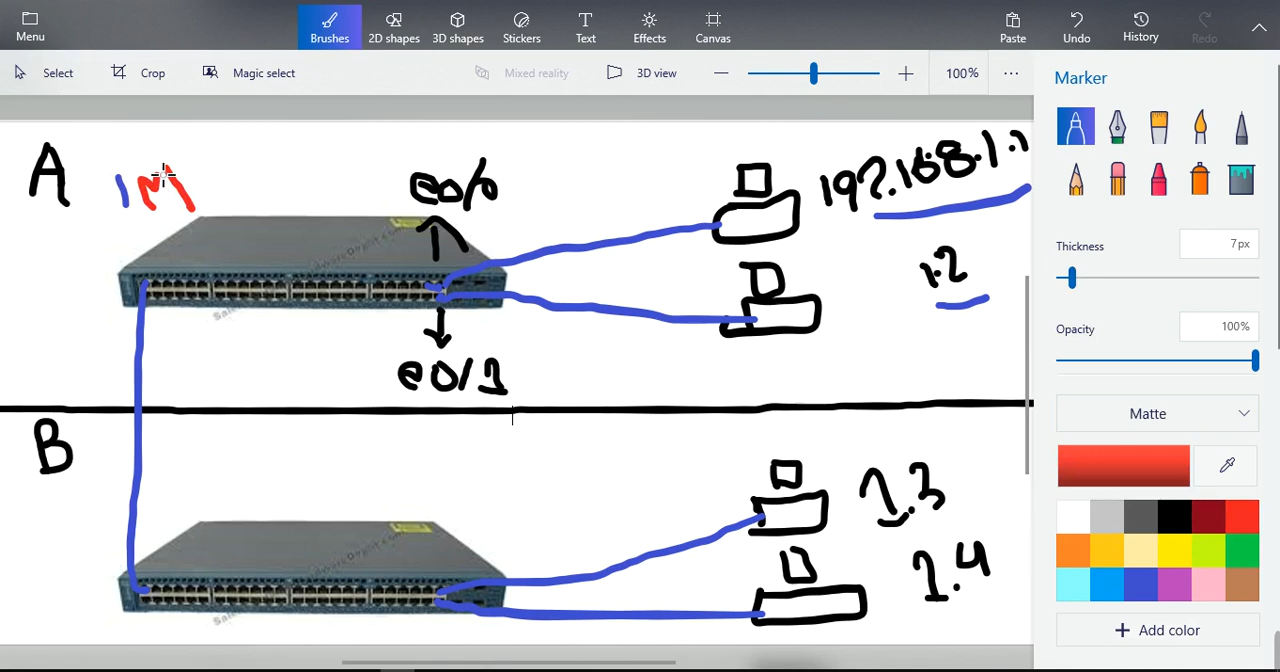 Menu
Brushes 2D shapes 3D shapes Stickers Text Effects Canvas Paste Undo History Redo
Select Crop Magic select Mixed reality 3D view 100% ...
Marker
Thickness 7px
Opacity 100%
Matte
+ Add color
A
1 M
e0/0
192.168.1.1
1.2
e0/1
B
1.3
1.4